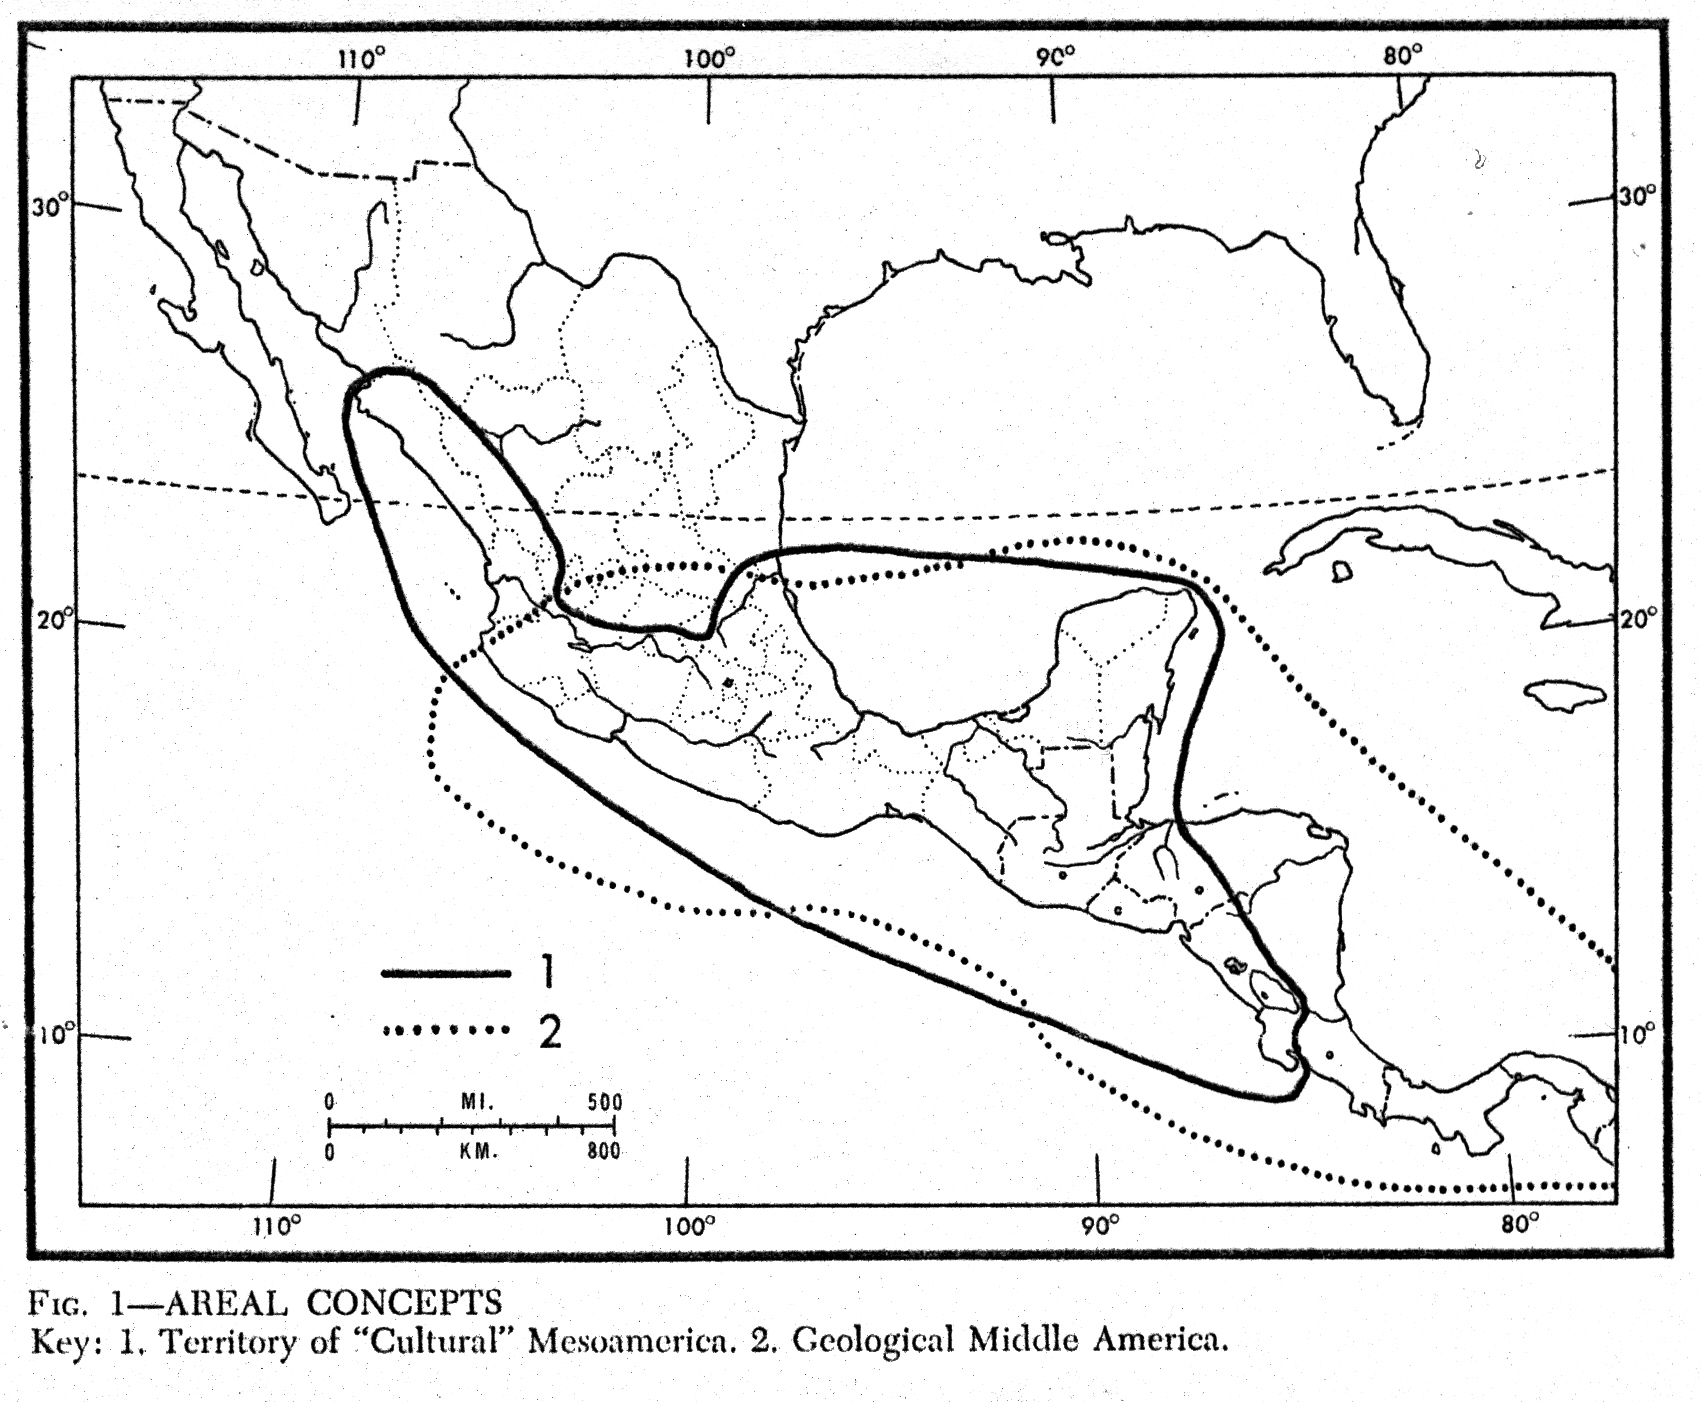 110° 100° 90° 80°
30° 30°
20° 20°
10° 10°
1
2
0 MI. 500
0 KM. 800
110° 100° 90° 80°
FIG. 1—AREAL CONCEPTS
Key: 1. Territory of “Cultural” Mesoamerica. 2. Geological Middle America.